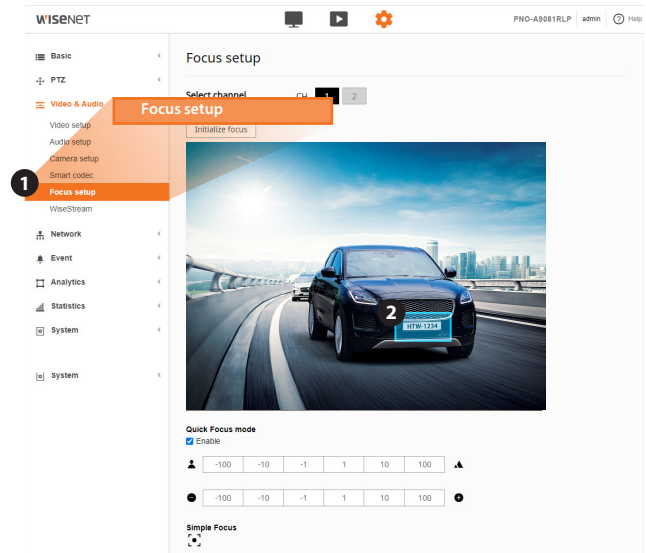 WISENET
PNO-A9081RLP admin ? Help
Basic
PTZ
Video & Audio
Video setup
Audio setup
Camera setup
Smart codec
1
Focus setup
WiseStream
Network
Event
Analytics
Statistics
System
System
Focus setup
Select channel CH 1 2
Focus setup
Initialize focus
2
HTW-1234
Quick Focus mode
Enable
-100 -10 -1 1 10 100
-100 -10 -1 1 10 100
Simple Focus